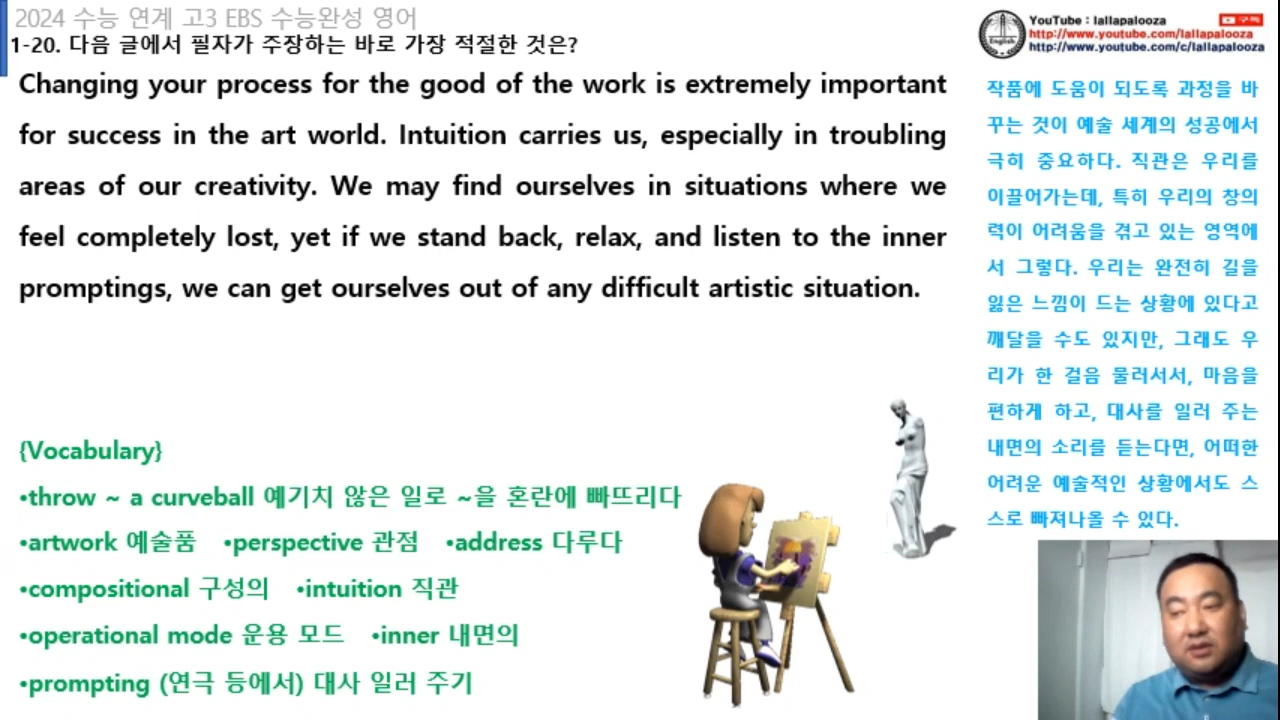 2024 수능 연계 고3 EBS 수능완성 영어
1-20. 다음 글에서 필자가 주장하는 바로 가장 적절한 것은?
Changing your process for the good of the work is extremely important
for success in the art world. Intuition carries us, especially in troubling
areas of our creativity. We may find ourselves in situations where we
feel completely lost, yet if we stand back, relax, and listen to the inner
promptings, we can get ourselves out of any difficult artistic situation.
{Vocabulary}
•throw ~ a curveball 예기치 않은 일로 ~을 혼란에 빠뜨리다
•artwork 예술품 •perspective 관점 •address 다루다
•compositional 구성의 •intuition 직관
•operational mode 운용 모드 •inner 내면의
•prompting (연극 등에서) 대사 일러 주기
YouTube : lallapalooza
구독
http://www.youtube.com/lallapalooza
http://www.youtube.com/c/lallapalooza
English
작품에 도움이 되도록 과정을 바
꾸는 것이 예술 세계의 성공에서
극히 중요하다. 직관은 우리를
이끌어가는데, 특히 우리의 창의
력이 어려움을 겪고 있는 영역에
서 그렇다. 우리는 완전히 길을
잃은 느낌이 드는 상황에 있다고
깨달을 수도 있지만, 그래도 우
리가 한 걸음 물러서서, 마음을
편하게 하고, 대사를 일러 주는
내면의 소리를 듣는다면, 어떠한
어려운 예술적인 상황에서도 스
스로 빠져나올 수 있다.